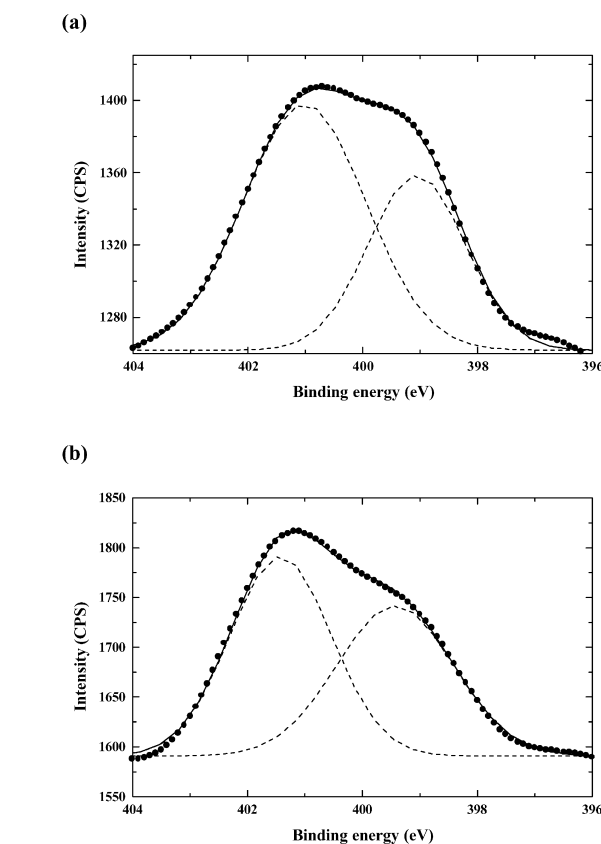 (a)
1400
1360
1320
1280
Intensity (CPS)
404 402 400 398 396
Binding energy (eV)
(b)
1850
1800
1750
1700
1650
1600
1550
Intensity (CPS)
404 402 400 398 396
Binding energy (eV)